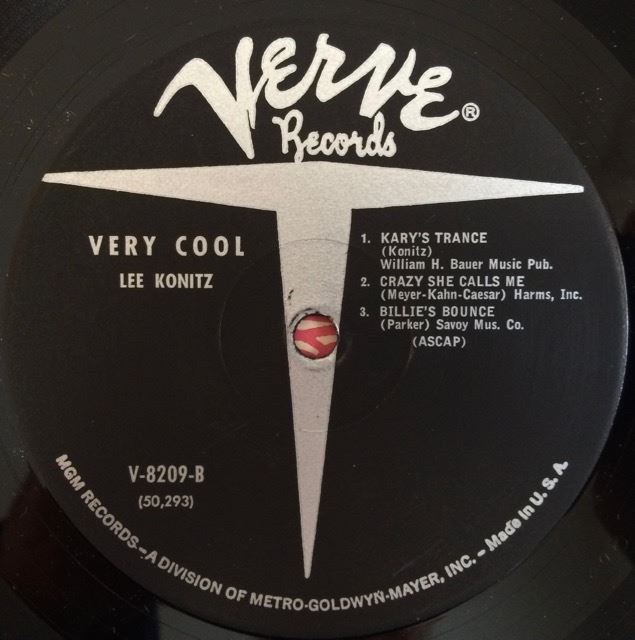 VERVE®
Records
VERY COOL
LEE KONITZ
1. KARY'S TRANCE
(Konitz)
William H. Bauer Music Pub.
2. CRAZY SHE CALLS ME
(Meyer-Kahn-Caesar) Harms, Inc.
3. BILLIE'S BOUNCE
(Parker) Savoy Mus. Co.
(ASCAP)
V-8209-B
(50,293)
MGM RECORDS—A DIVISION OF METRO-GOLDWYN-MAYER, INC. – Made in U. S. A.